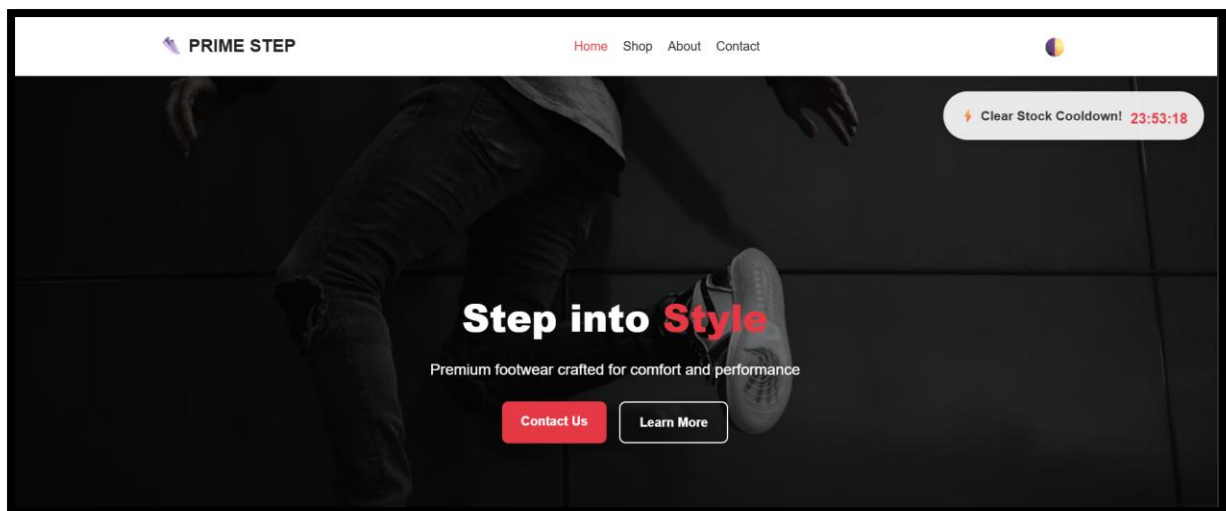 PRIME STEP
Home Shop About Contact
Clear Stock Cooldown! 23:53:18
Step into Style
Premium footwear crafted for comfort and performance
Contact Us Learn More